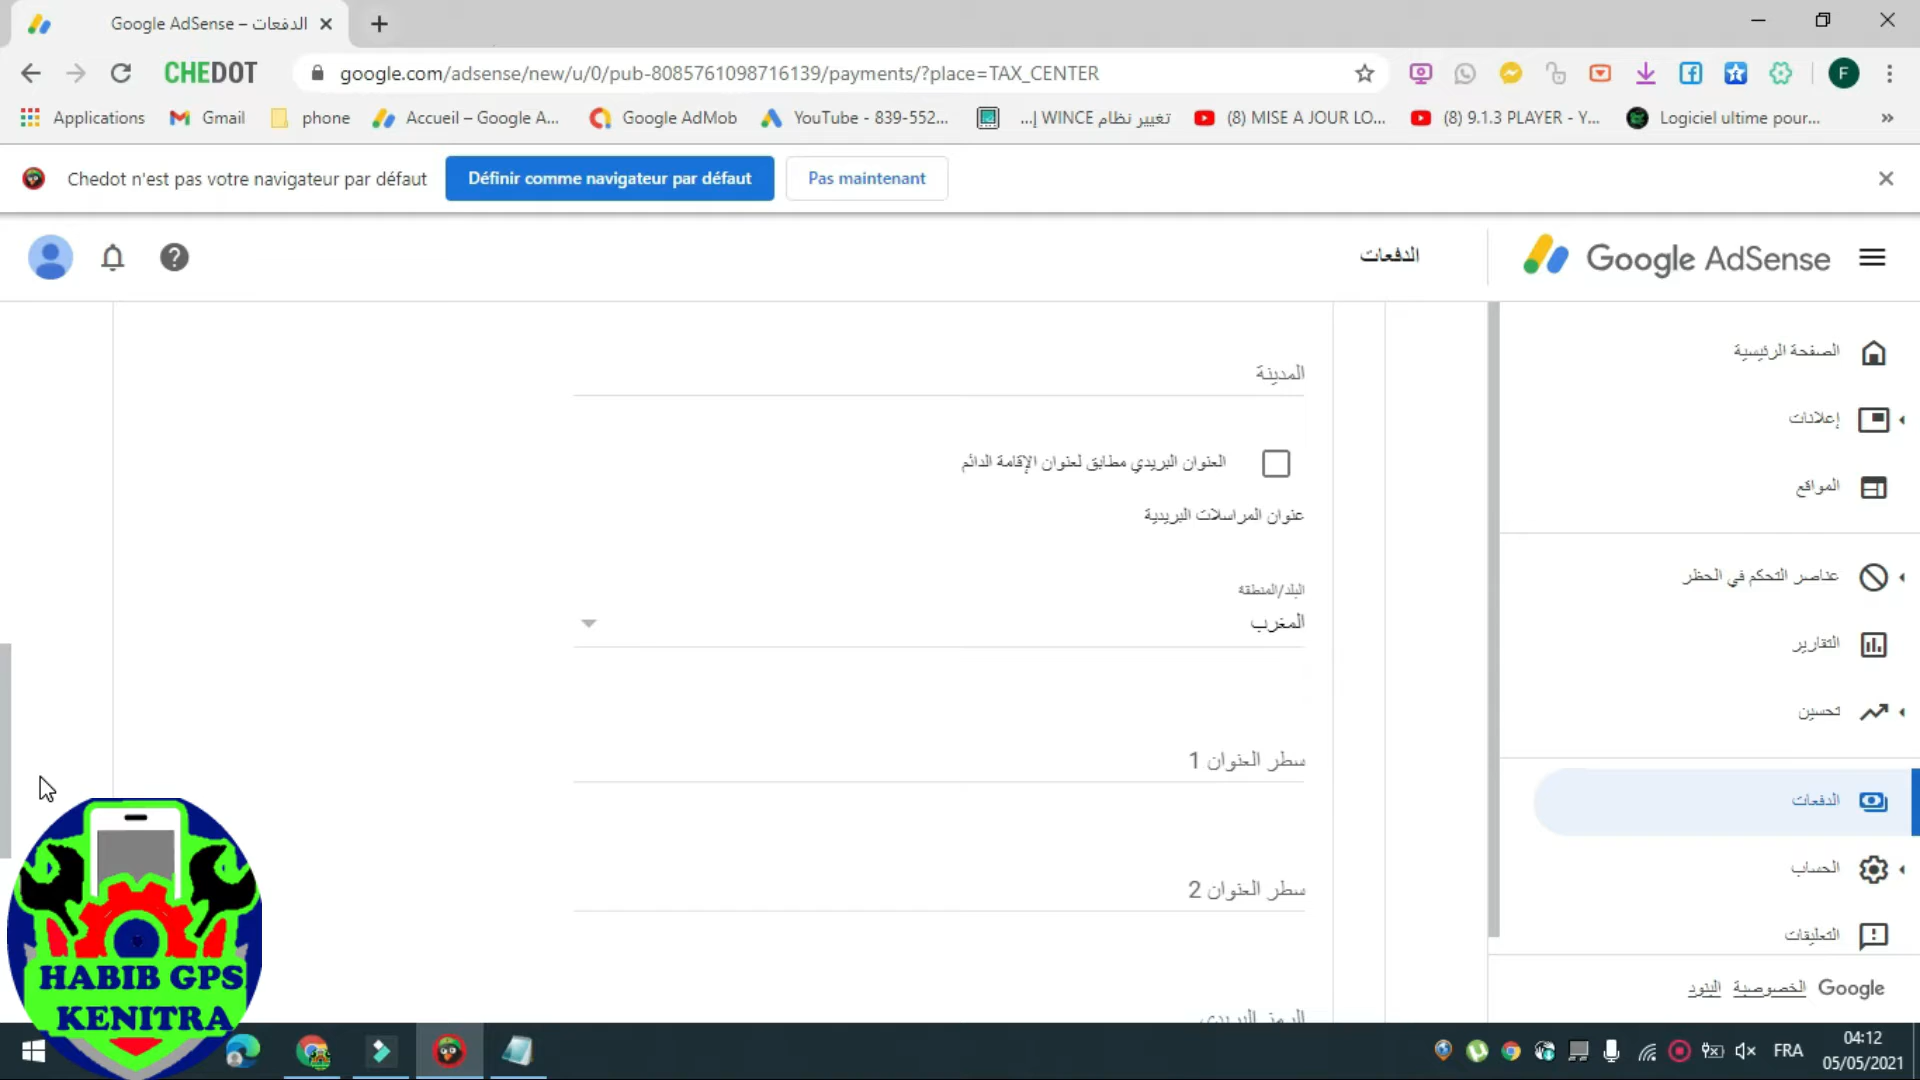 Google AdSense – الدفعات
CHEDOT
google.com/adsense/new/u/0/pub-8085761098716139/payments/?place=TAX_CENTER
F
Applications
Gmail
phone
Accueil – Google A...
Google AdMob
YouTube - 839-552...
تغيير نظام WINCE إ...
(8) MISE A JOUR LO...
(8) 9.1.3 PLAYER - Y...
Logiciel ultime pour...
»
Chedot n'est pas votre navigateur par défaut
Définir comme navigateur par défaut
Pas maintenant
Google AdSense
الدفعات
الصفحة الرئيسية
إعلانات
المواقع
عناصر التحكم في الحظر
التقارير
تحسين
الدفعات
الحساب
التعليقات
Google الخصوصية البنود
المدينة
العنوان البريدي مطابق لعنوان الإقامة الدائم
عنوان المراسلات البريدية
البلد/المنطقة
المغرب
سطر العنوان 1
سطر العنوان 2
الرمز البريدي
HABIB GPS
KENITRA
FRA
04:12
05/05/2021